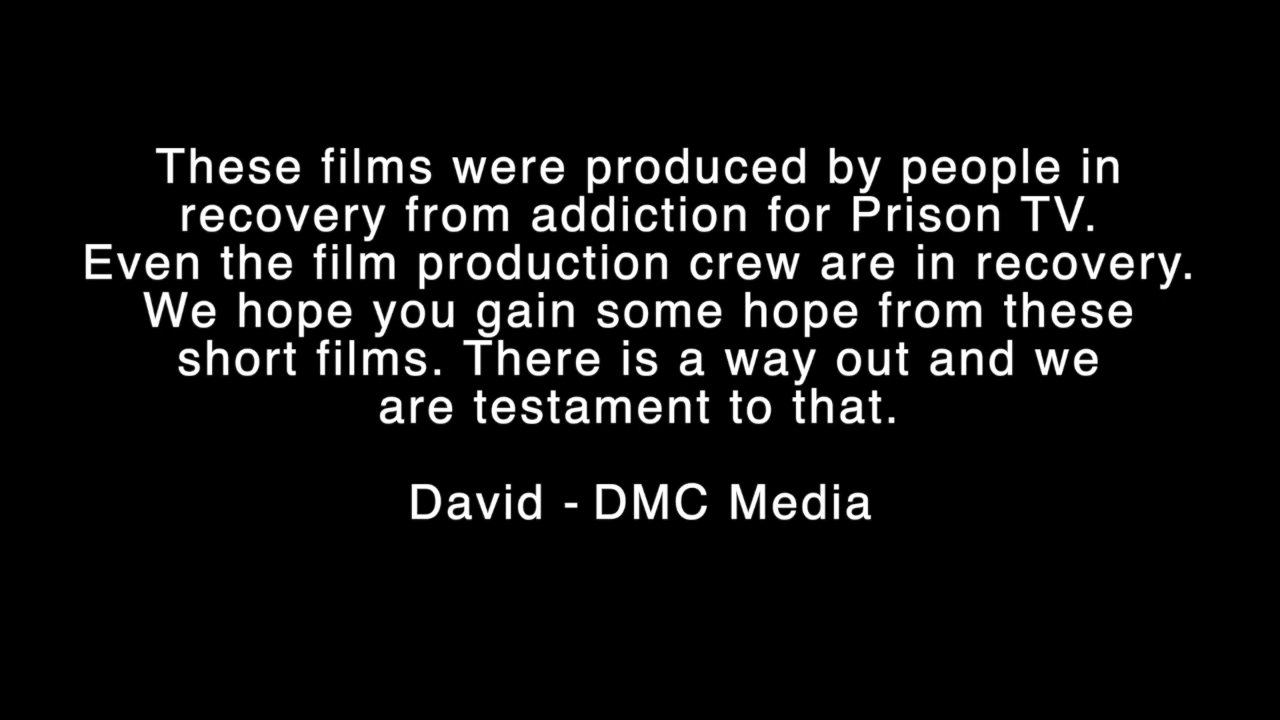 These films were produced by people in
recovery from addiction for Prison TV.
Even the film production crew are in recovery.
We hope you gain some hope from these
short films. There is a way out and we
are testament to that.
David - DMC Media